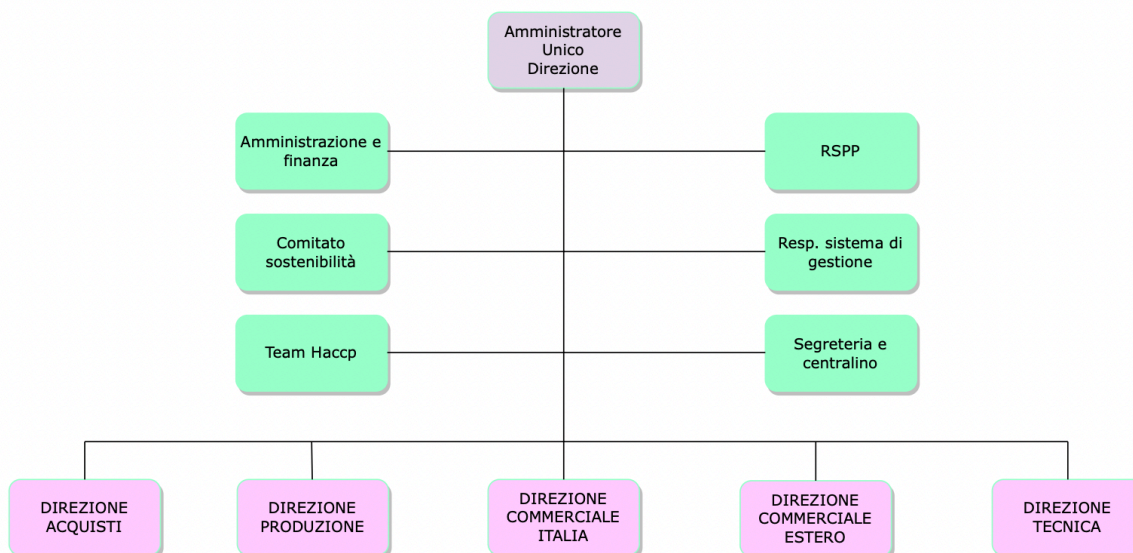 Amministratore
Unico
Direzione
Amministrazione e
finanza
RSPP
Comitato
sostenibilità
Resp. sistema di
gestione
Team Haccp
Segreteria e
centralino
DIREZIONE
ACQUISTI
DIREZIONE
PRODUZIONE
DIREZIONE
COMMERCIALE
ITALIA
DIREZIONE
COMMERCIALE
ESTERO
DIREZIONE
TECNICA